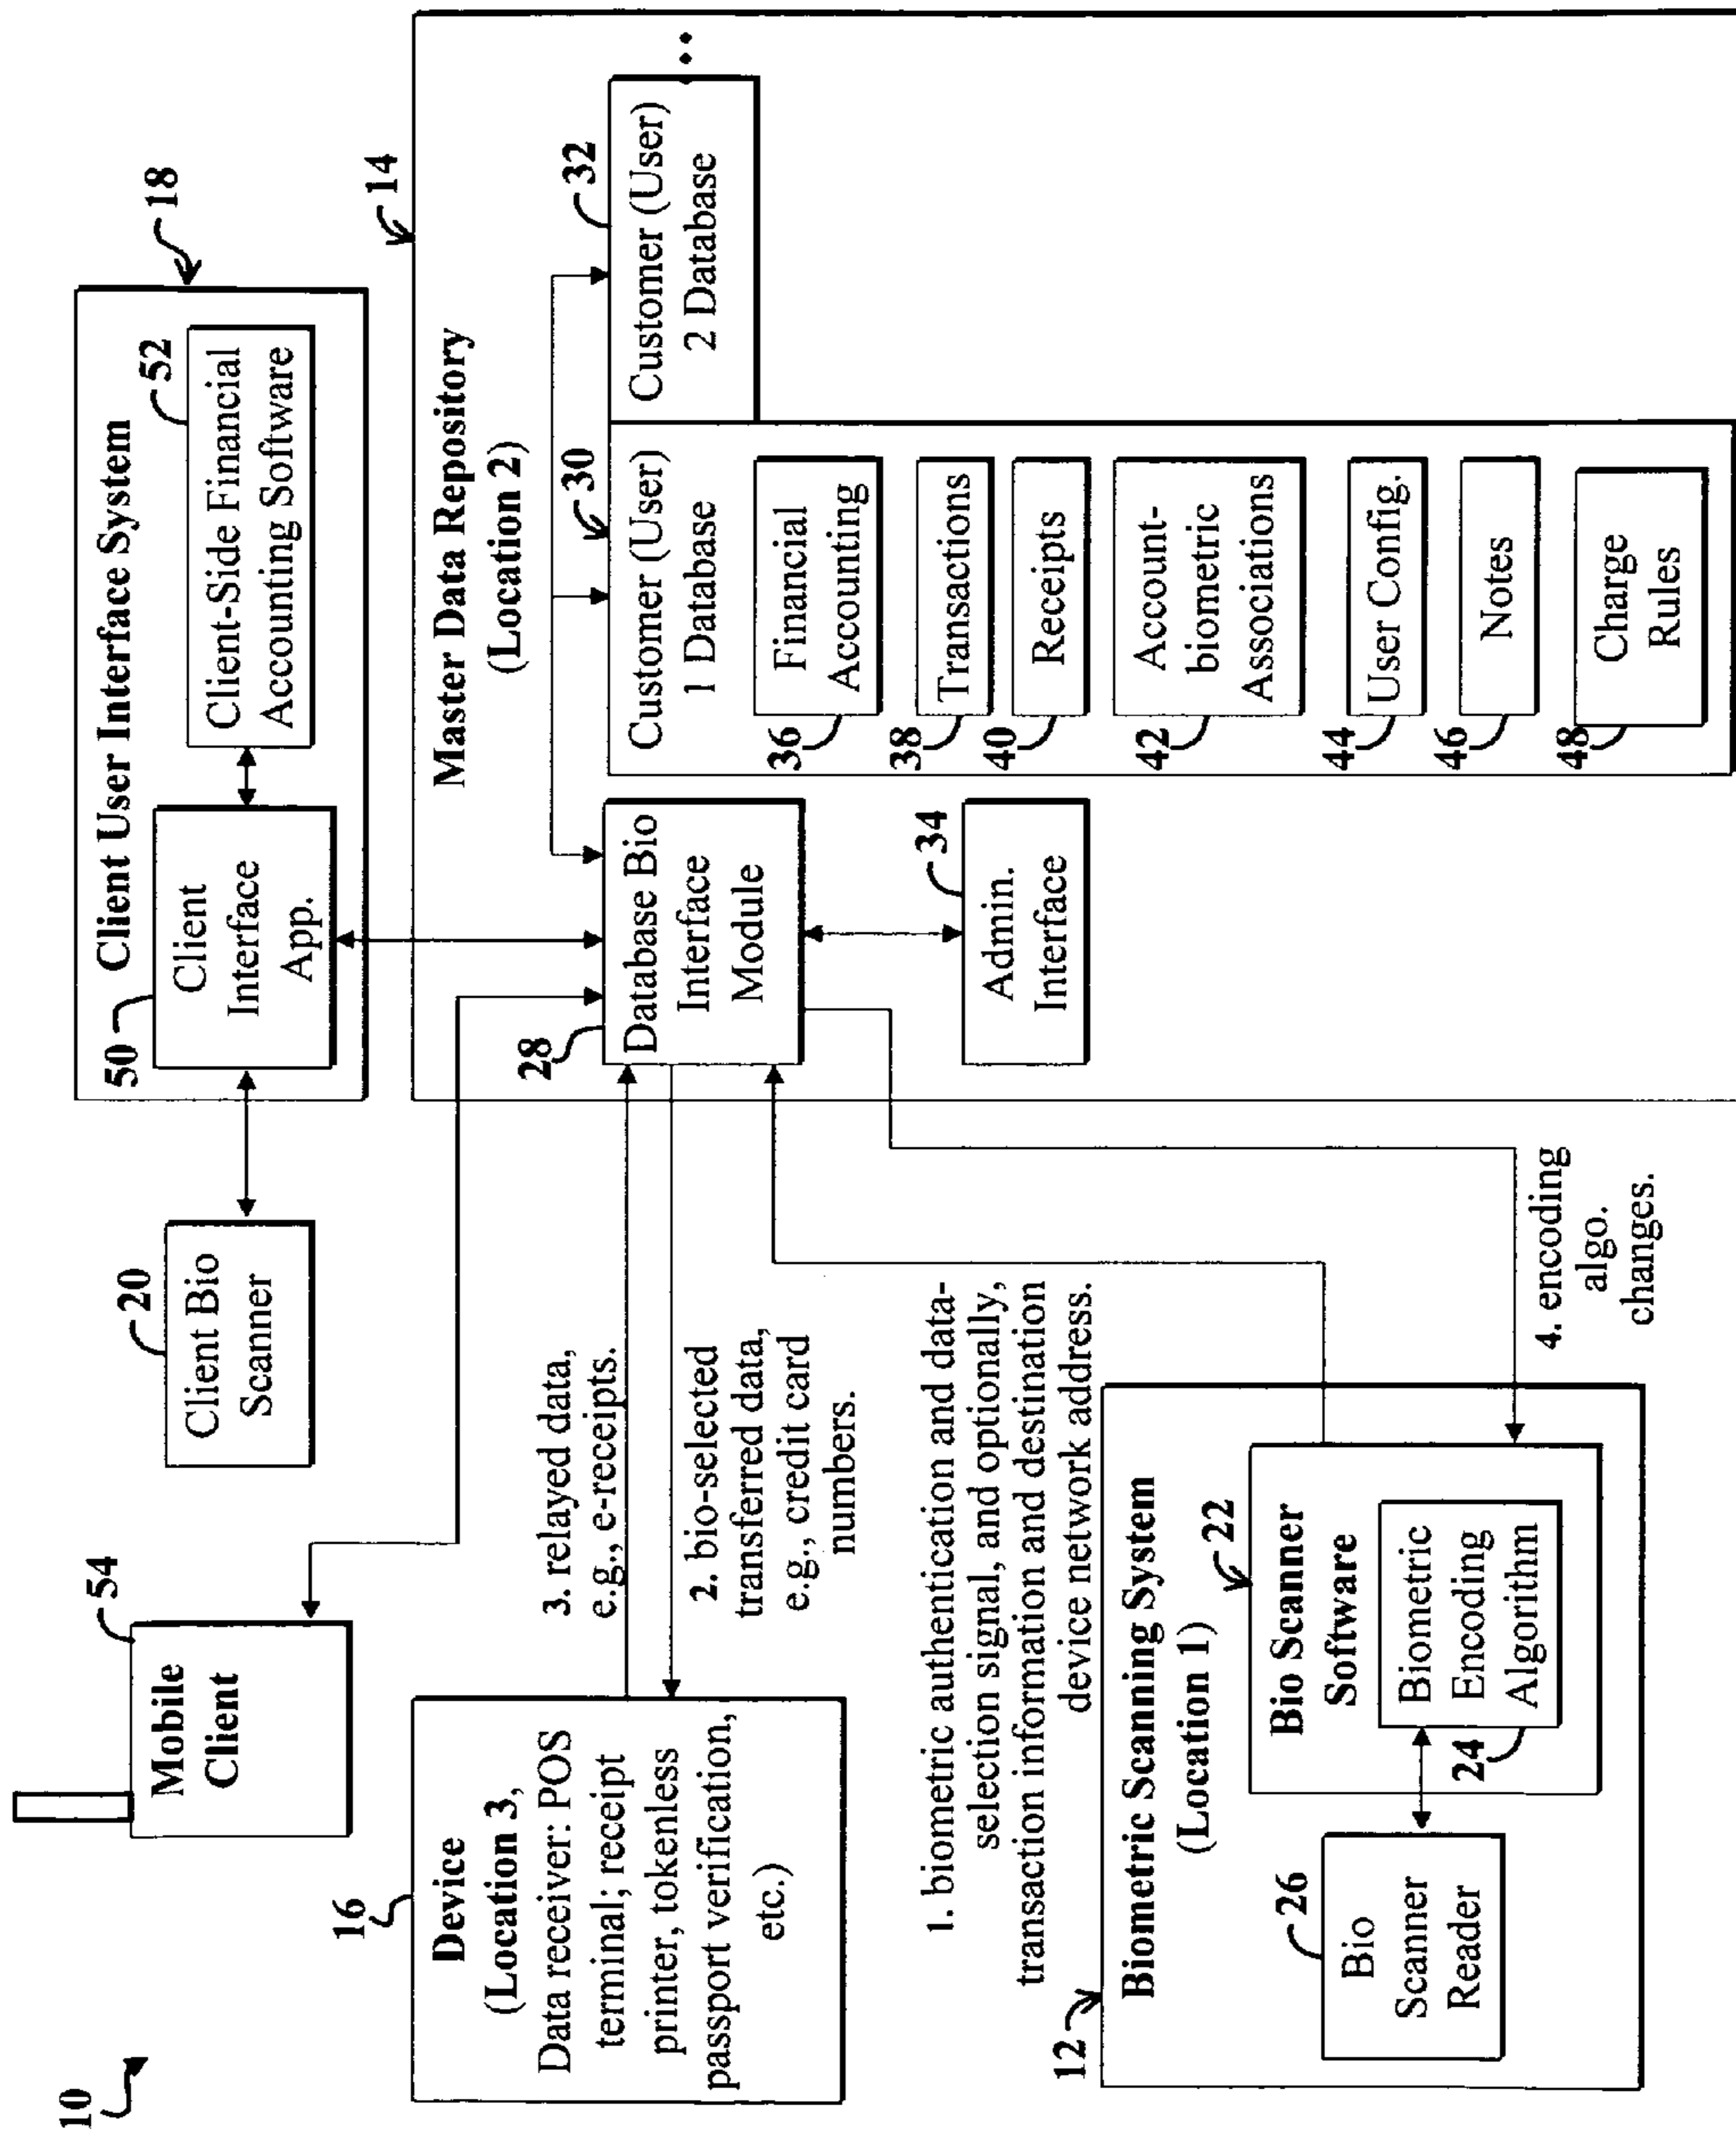 10
Mobile
Client
54
Client Bio
Scanner
20
Client User Interface System
18
50
Client
Interface
App.
Client-Side Financial
Accounting Software
52
16
Device
(Location 3,
Data receiver: POS
terminal; receipt
printer, tokenless
passport verification,
etc.)
3. relayed data,
e.g., e-receipts.
2. bio-selected
transferred data,
e.g., credit card
numbers.
Master Data Repository
(Location 2)
14
28
Database Bio
Interface
Module
Admin.
Interface
34
30
Customer (User)
1 Database
36
Financial
Accounting
38
Transactions
40
Receipts
42
Account-
biometric
Associations
44
User Config.
46
Notes
48
Charge
Rules
32
Customer (User)
2 Database
...
1. biometric authentication and data-
selection signal, and optionally,
transaction information and destination
device network address.
4. encoding
algo.
changes.
12
Biometric Scanning System
(Location 1)
22
Bio Scanner
Software
24
Biometric
Encoding
Algorithm
26
Bio
Scanner
Reader